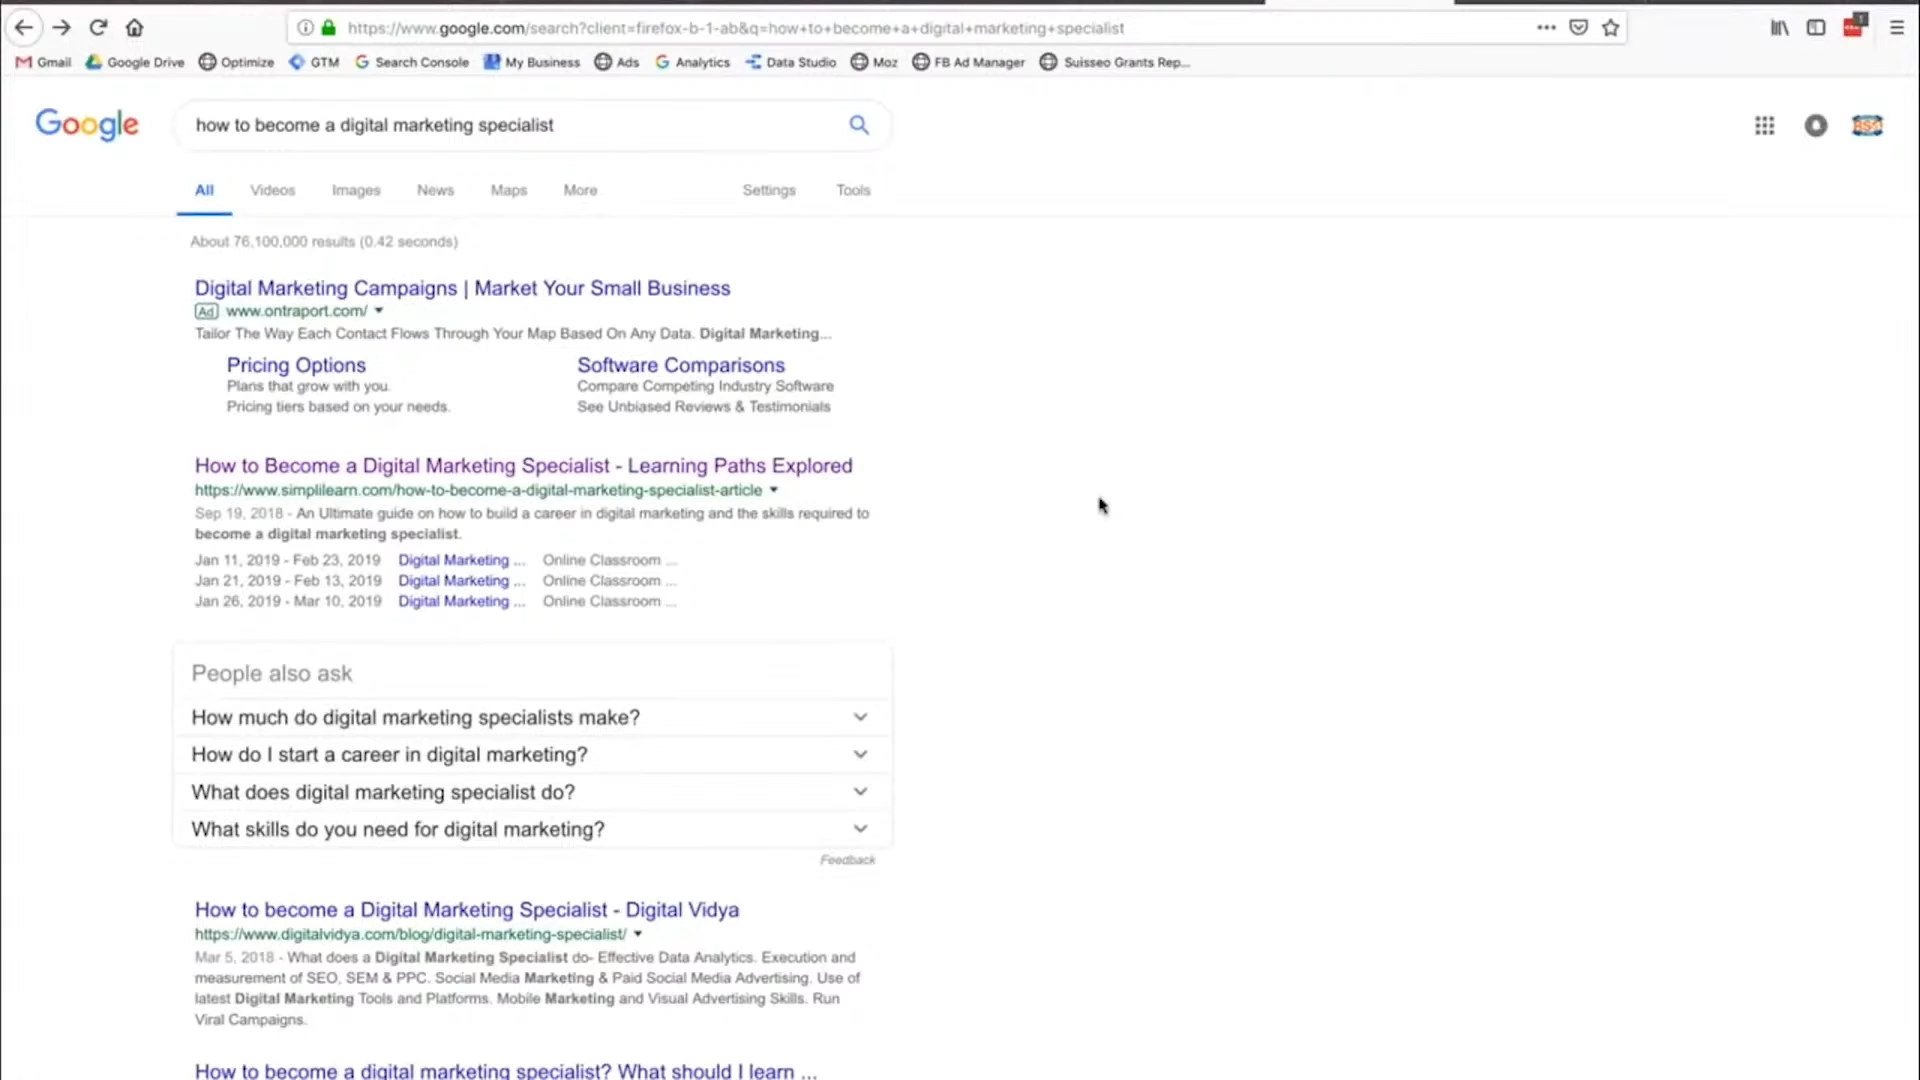 https://www.google.com/search?client=firefox-b-1-ab&q=how+to+become+a+digital+marketing+specialist
Gmail Google Drive Optimize GTM Search Console My Business Ads Analytics Data Studio Moz FB Ad Manager Suisseo Grants Rep...
Google how to become a digital marketing specialist
All Videos Images News Maps More Settings Tools
About 76,100,000 results (0.42 seconds)
Digital Marketing Campaigns | Market Your Small Business
Ad www.ontraport.com/
Tailor The Way Each Contact Flows Through Your Map Based On Any Data. Digital Marketing...
Pricing Options Software Comparisons
Plans that grow with you. Compare Competing Industry Software
Pricing tiers based on your needs. See Unbiased Reviews & Testimonials
How to Become a Digital Marketing Specialist - Learning Paths Explored
https://www.simplilearn.com/how-to-become-a-digital-marketing-specialist-article
Sep 19, 2018 - An Ultimate guide on how to build a career in digital marketing and the skills required to
become a digital marketing specialist.
Jan 11, 2019 - Feb 23, 2019 Digital Marketing ... Online Classroom ...
Jan 21, 2019 - Feb 13, 2019 Digital Marketing ... Online Classroom ...
Jan 26, 2019 - Mar 10, 2019 Digital Marketing ... Online Classroom ...
People also ask
How much do digital marketing specialists make?
How do I start a career in digital marketing?
What does digital marketing specialist do?
What skills do you need for digital marketing?
Feedback
How to become a Digital Marketing Specialist - Digital Vidya
https://www.digitalvidya.com/blog/digital-marketing-specialist/
Mar 5, 2018 - What does a Digital Marketing Specialist do- Effective Data Analytics. Execution and
measurement of SEO, SEM & PPC. Social Media Marketing & Paid Social Media Advertising. Use of
latest Digital Marketing Tools and Platforms. Mobile Marketing and Visual Advertising Skills. Run
Viral Campaigns.
How to become a digital marketing specialist? What should I learn ...